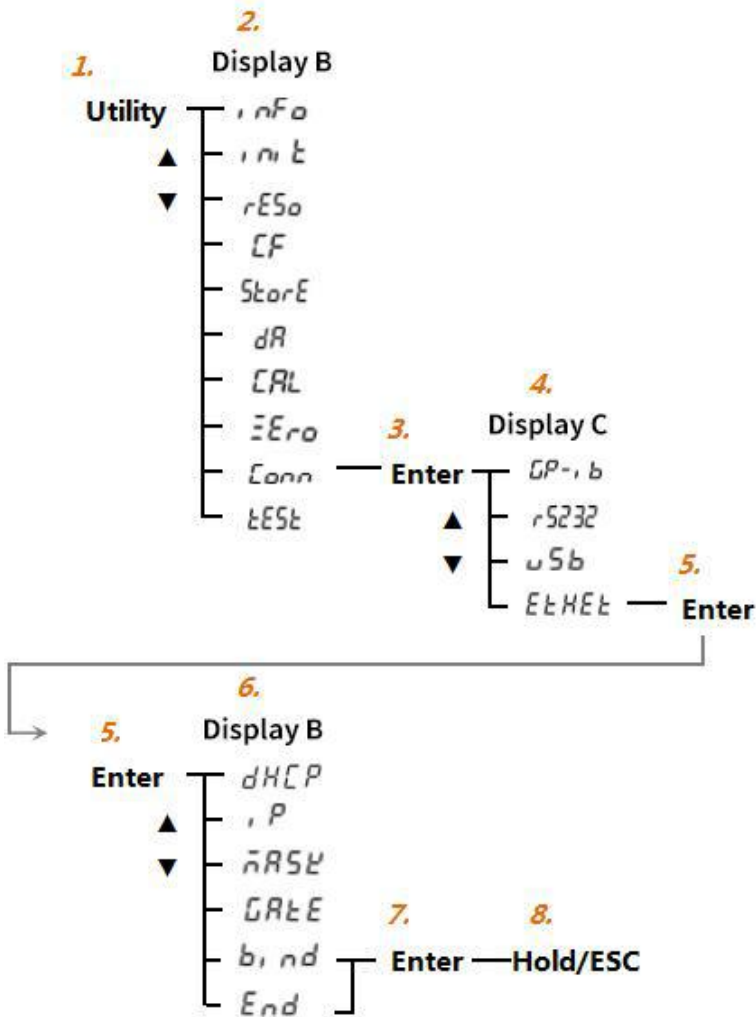 2.
1. Display B
Utility inFo
▲ init
▼ rESo
CF
StorE
dA
CAL
ZEro
3. 4.
Display C
Conn Enter GP-ib
tESt ▲ rS232
▼ uSb 5.
EtHEt Enter
6.
5. Display B
Enter dHCP
▲ iP
▼ mASK
GAtE 7. 8.
bind Enter Hold/ESC
End